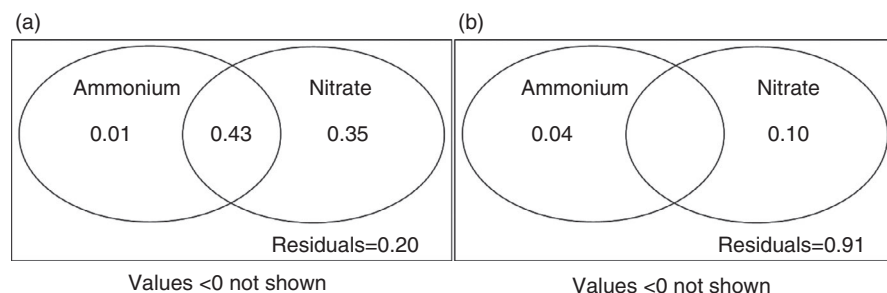 (a)
Ammonium
Nitrate
0.01
0.43
0.35
Residuals=0.20
Values <0 not shown
(b)
Ammonium
Nitrate
0.04
0.10
Residuals=0.91
Values <0 not shown